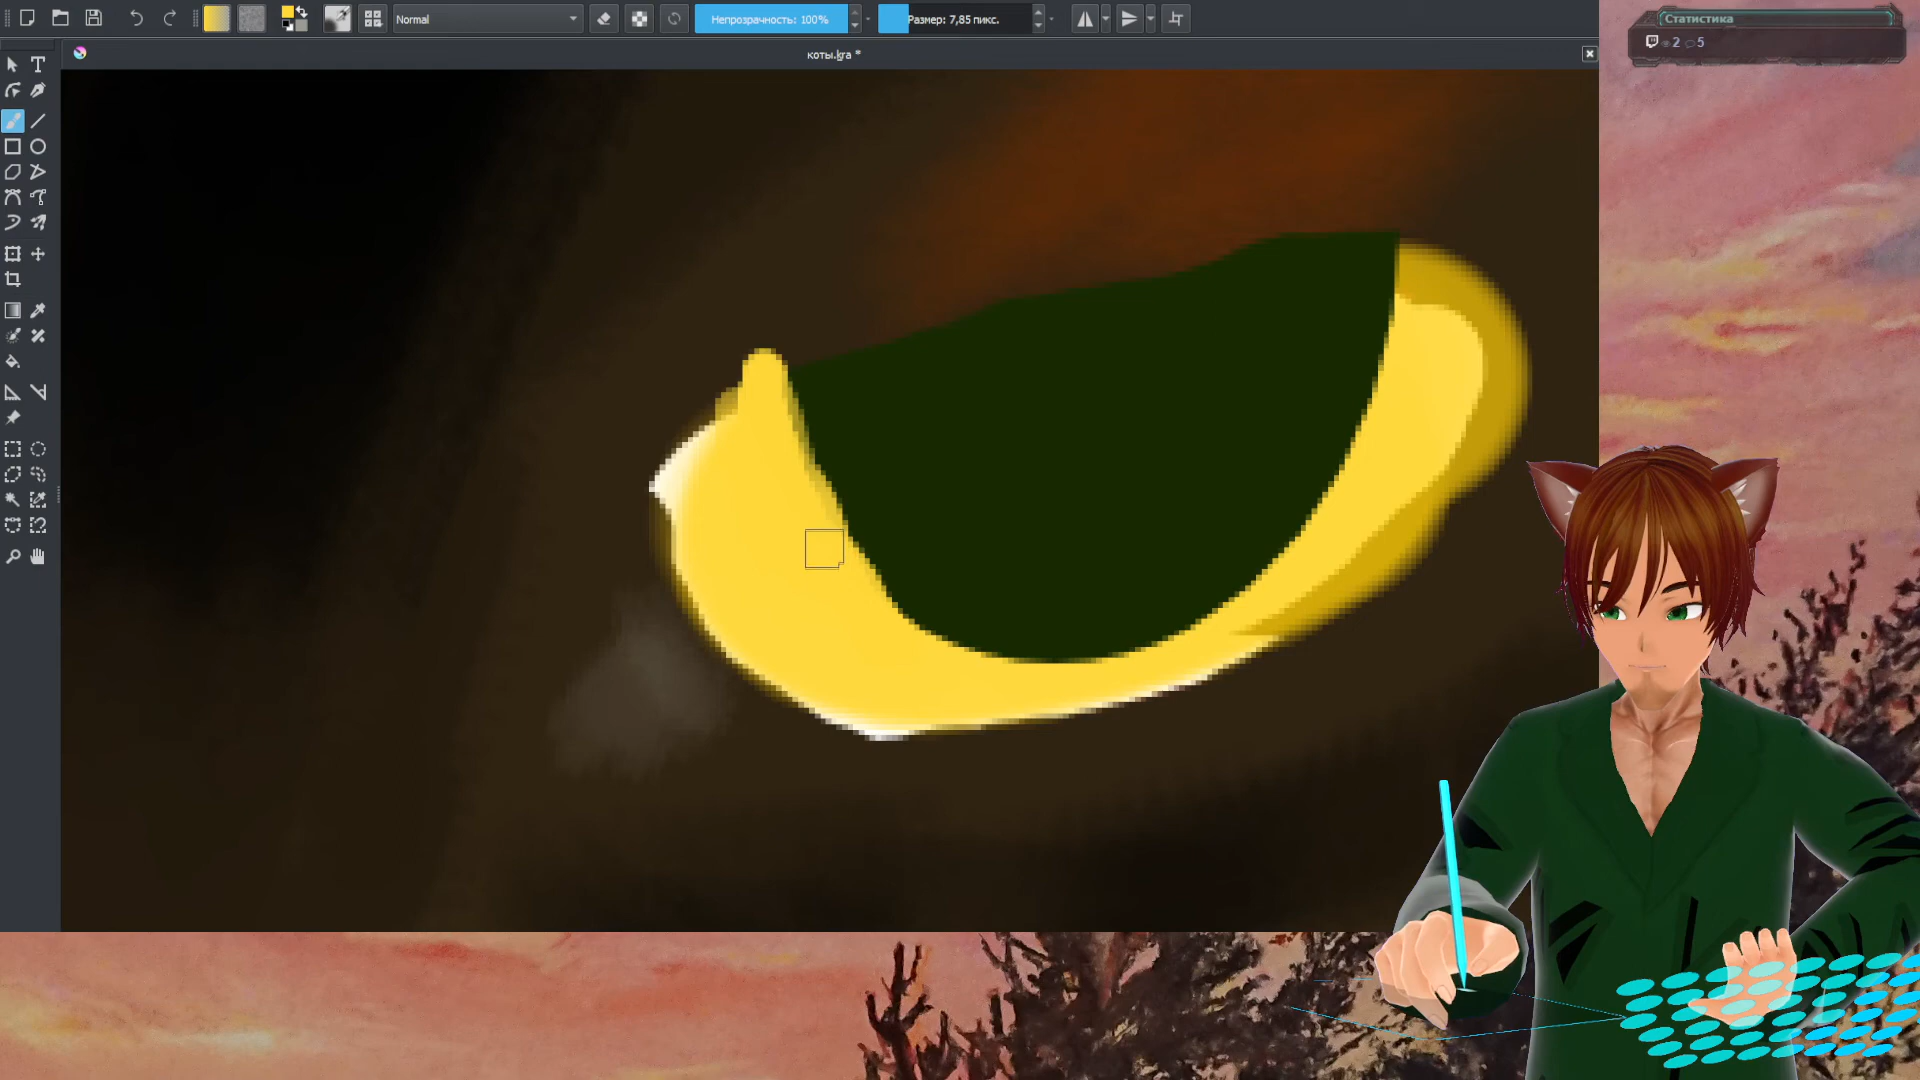 Normal
Непрозрачность: 100%
Размер: 7,85 пикс.
Статистика
коты.kra *
2 5